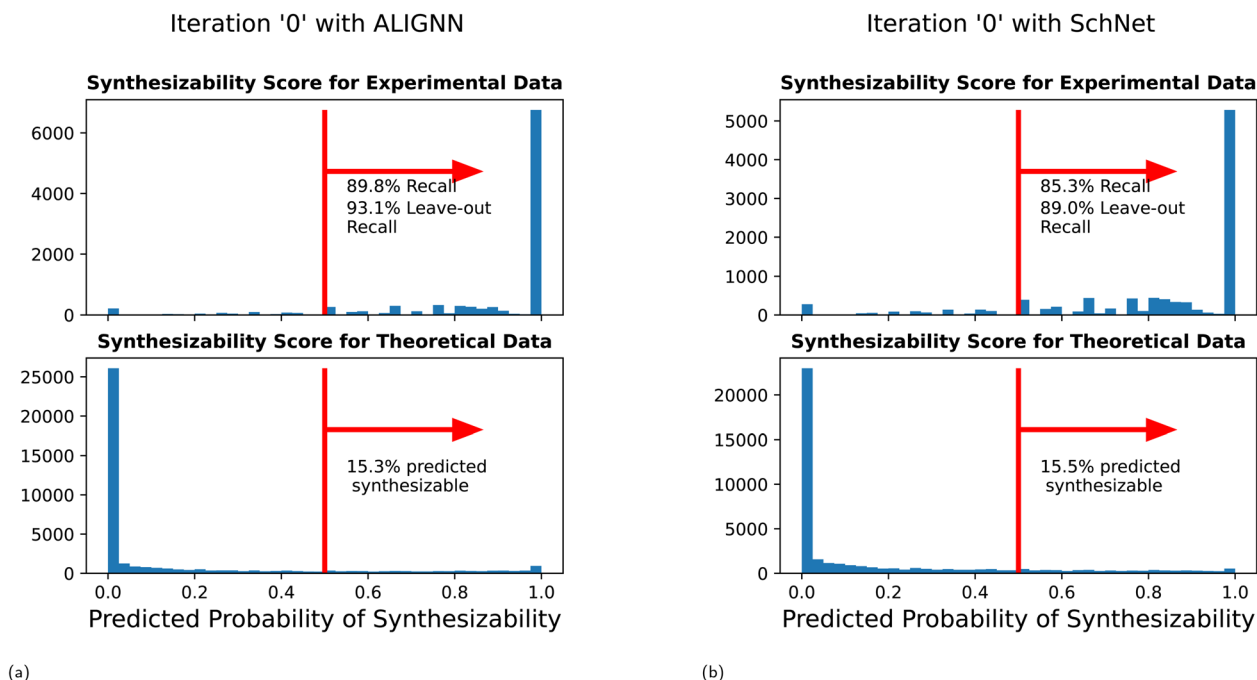 Iteration '0' with ALIGNN
Synthesizability Score for Experimental Data
6000
4000
2000
0
89.8% Recall
93.1% Leave-out
Recall
Synthesizability Score for Theoretical Data
25000
20000
15000
10000
5000
0
15.3% predicted
synthesizable
0.0 0.2 0.4 0.6 0.8 1.0
Predicted Probability of Synthesizability
(a)
Iteration '0' with SchNet
Synthesizability Score for Experimental Data
5000
4000
3000
2000
1000
0
85.3% Recall
89.0% Leave-out
Recall
Synthesizability Score for Theoretical Data
20000
15000
10000
5000
0
15.5% predicted
synthesizable
0.0 0.2 0.4 0.6 0.8 1.0
Predicted Probability of Synthesizability
(b)